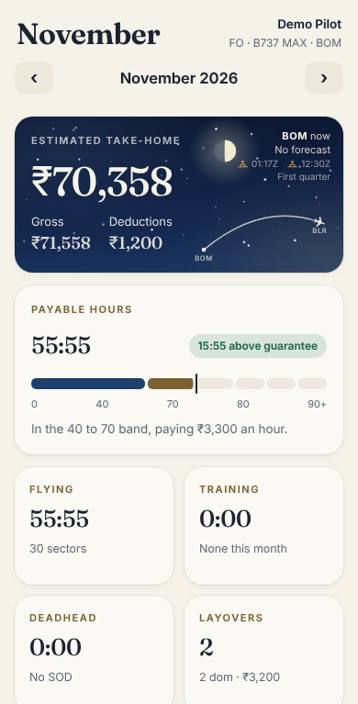 November
Demo Pilot
FO · B737 MAX · BOM
‹
November 2026
›
ESTIMATED TAKE-HOME
₹70,358
Gross
Deductions
₹71,558
₹1,200
BOM now
No forecast
01:17Z 12:30Z
First quarter
BOM
BLR
PAYABLE HOURS
55:55
15:55 above guarantee
0 40 70 80 90+
In the 40 to 70 band, paying ₹3,300 an hour.
FLYING
55:55
30 sectors
TRAINING
0:00
None this month
DEADHEAD
0:00
No SOD
LAYOVERS
2
2 dom · ₹3,200